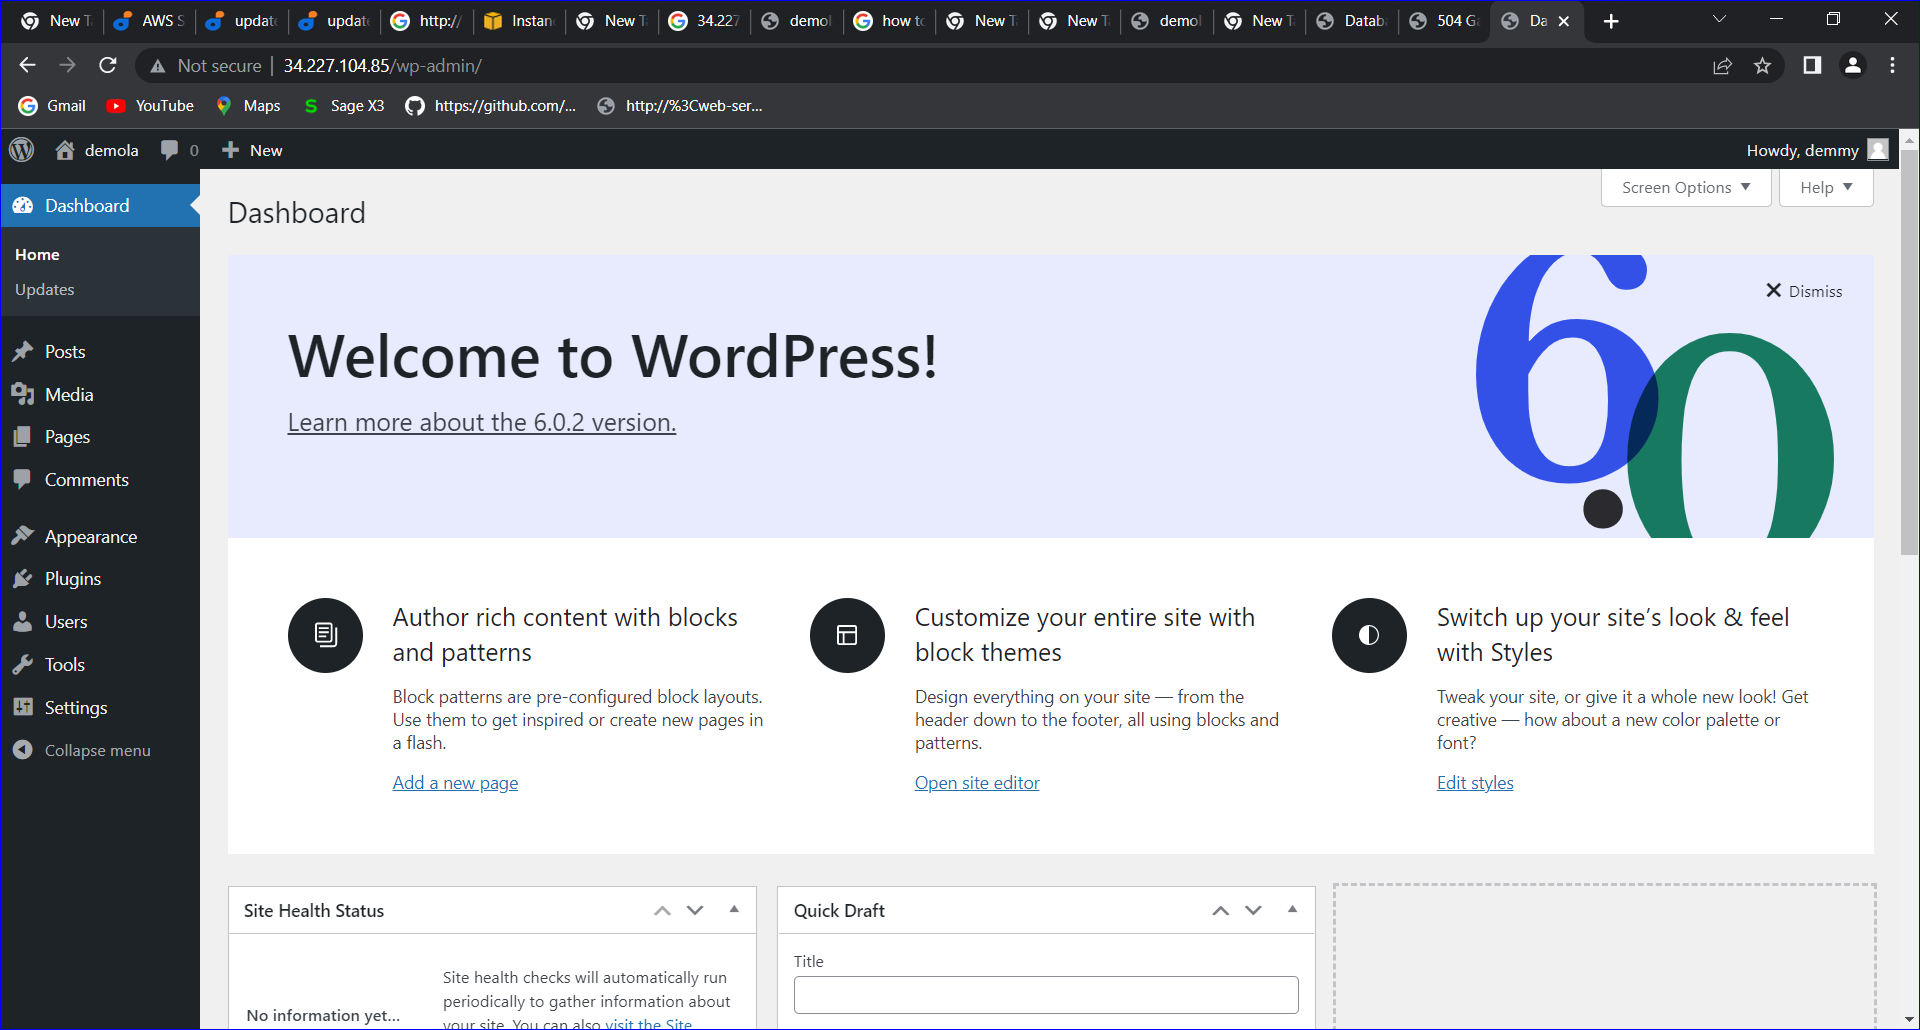 New T
AWS S
update
update
http://
Instan
New T
34.227
demol
how to
New T
New T
demol
New T
Datab
504 Ga
Da
Not secure
34.227.104.85/wp-admin/
Gmail
YouTube
Maps
Sage X3
https://github.com/...
http://%3Cweb-ser...
demola
0
New
Howdy, demmy
Dashboard
Home
Updates
Posts
Media
Pages
Comments
Appearance
Plugins
Users
Tools
Settings
Collapse menu
Screen Options
Help
Dashboard
6.0
Dismiss
Welcome to WordPress!
Learn more about the 6.0.2 version.
Author rich content with blocks
and patterns
Block patterns are pre-configured block layouts.
Use them to get inspired or create new pages in
a flash.
Add a new page
Customize your entire site with
block themes
Design everything on your site — from the
header down to the footer, all using blocks and
patterns.
Open site editor
Switch up your site’s look & feel
with Styles
Tweak your site, or give it a whole new look! Get
creative — how about a new color palette or
font?
Edit styles
Site Health Status
No information yet...
Site health checks will automatically run
periodically to gather information about
your site. You can also visit the Site
Quick Draft
Title